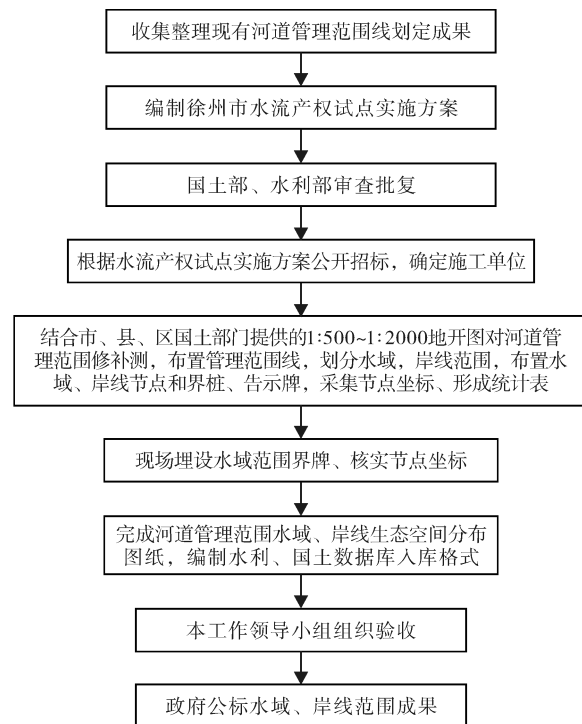 收集整理现有河道管理范围线划定成果
编制徐州市水流产权试点实施方案
国土部、水利部审查批复
根据水流产权试点实施方案公开招标，确定施工单位
结合市、县、区国土部门提供的1:500~1:2000地开图对河道管
理范围修补测，布置管理范围线，划分水域，岸线范围，布置水
域、岸线节点和界桩、告示牌，采集节点坐标、形成统计表
现场埋设水域范围界牌、核实节点坐标
完成河道管理范围水域、岸线生态空间分布
图纸，编制水利、国土数据库入库格式
本工作领导小组组织验收
政府公标水域、岸线范围成果